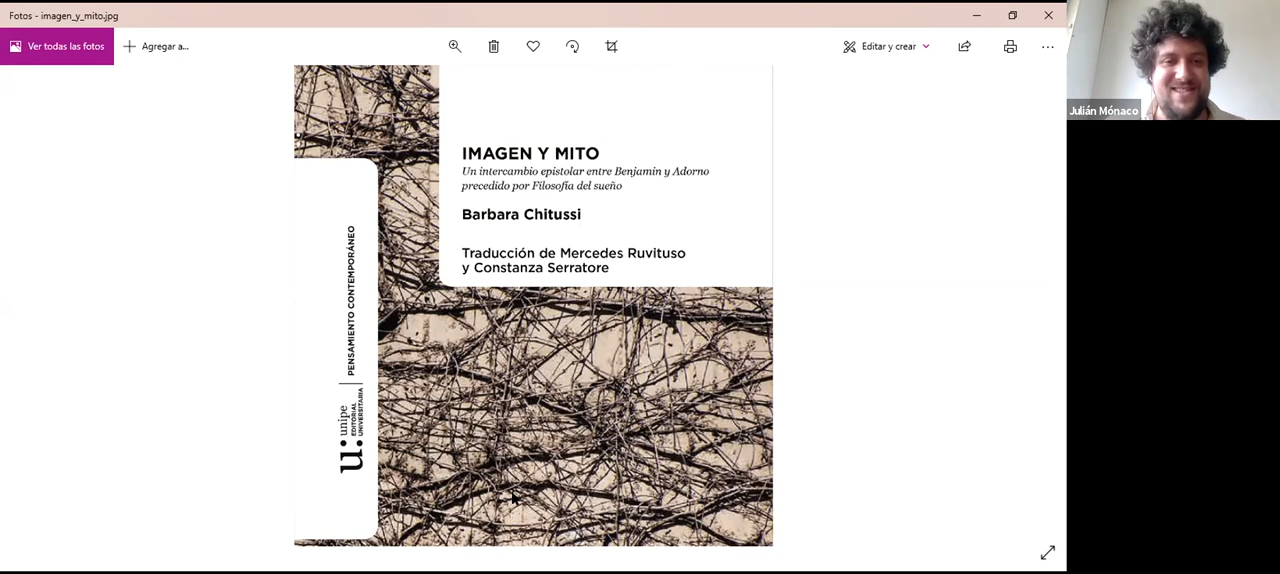 Fotos - imagen_y_mito.jpg
Ver todas las fotos
Agregar a...
Editar y crear
Julián Mónaco
IMAGEN Y MITO
Un intercambio epistolar entre Benjamin y Adorno
precedido por Filosofía del sueño
Barbara Chitussi
Traducción de Mercedes Ruvituso
y Constanza Serratore
PENSAMIENTO CONTEMPORÁNEO
u: unipe
EDITORIAL
UNIVERSITARIA